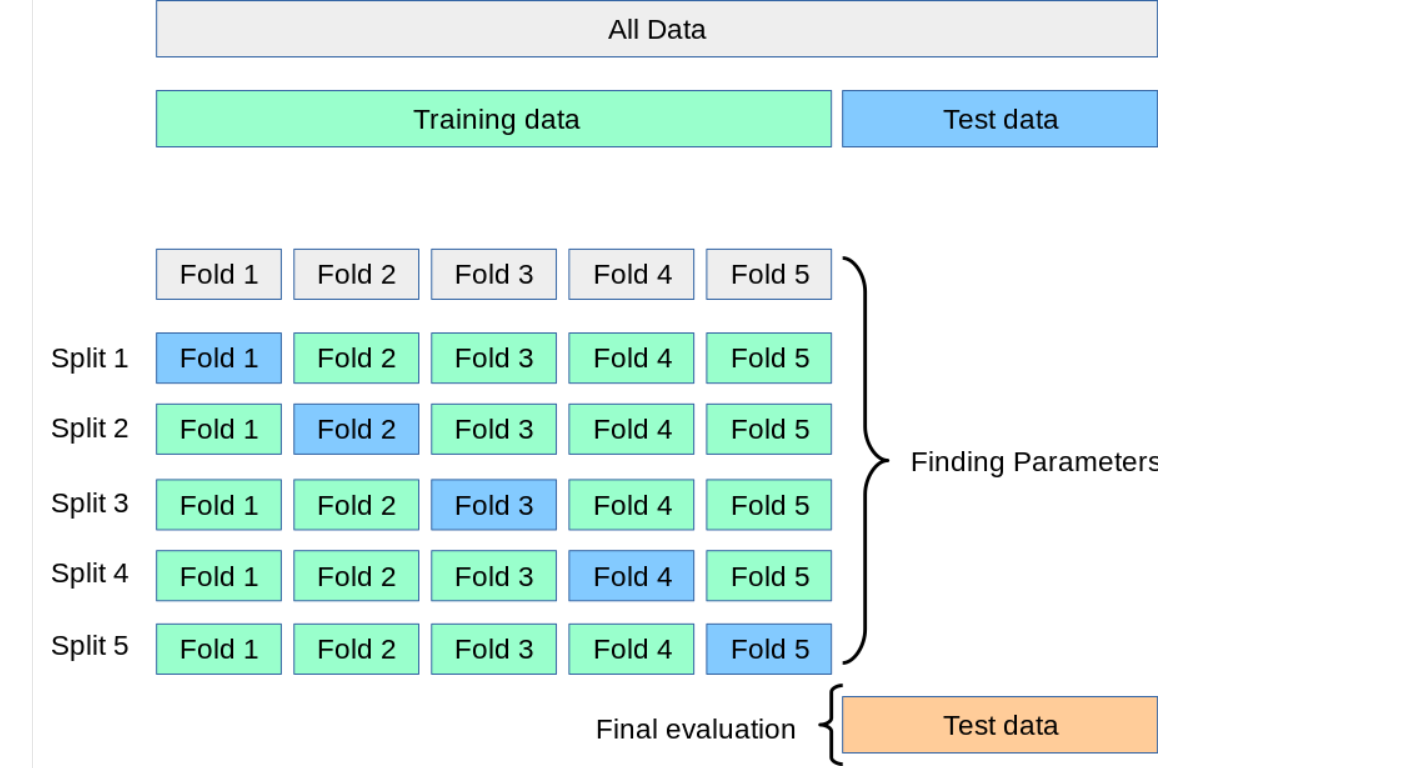 All Data
Training data Test data
Fold 1 Fold 2 Fold 3 Fold 4 Fold 5
Split 1 Fold 1 Fold 2 Fold 3 Fold 4 Fold 5
Split 2 Fold 1 Fold 2 Fold 3 Fold 4 Fold 5
Finding Parameters
Split 3 Fold 1 Fold 2 Fold 3 Fold 4 Fold 5
Split 4 Fold 1 Fold 2 Fold 3 Fold 4 Fold 5
Split 5 Fold 1 Fold 2 Fold 3 Fold 4 Fold 5
Final evaluation Test data